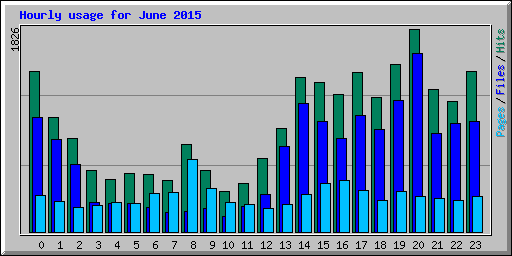 Hourly usage for June 2015
1826
Pages/Files/Hits
0 1 2 3 4 5 6 7 8 9 10 11 12 13 14 15 16 17 18 19 20 21 22 23